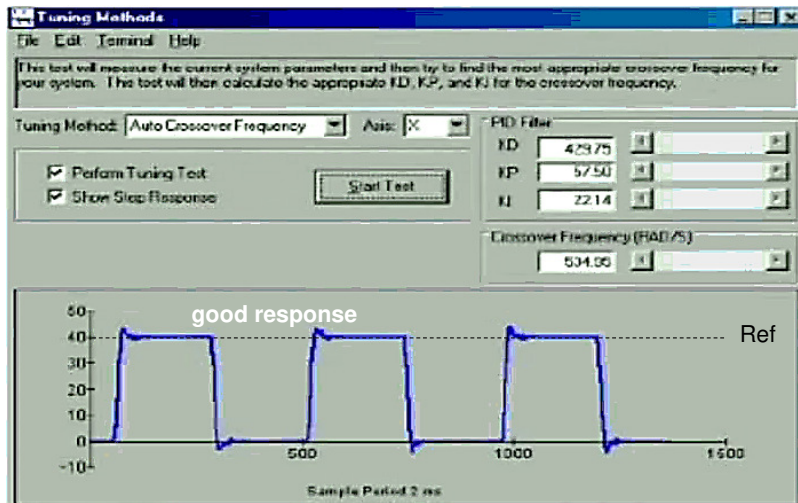 Tuning Methods
File Edit Terminal Help
This test will measure the current system parameters and then try to find the most appropriate crossover frequency for
your system. This test will then calculate the appropriate KD, KP, and KI for the crossover frequency.
Tuning Method: Auto Crossover Frequency Axis: X
Perform Tuning Test
Show Step Response
Start Test
PID Filter
KD 429.75
KP 57.50
KI 22.14
Crossover Frequency (RAD/S)
534.95
good response
Ref
50
40
30
20
10
0
-10
500 1000 1500
Sample Period 2 ms